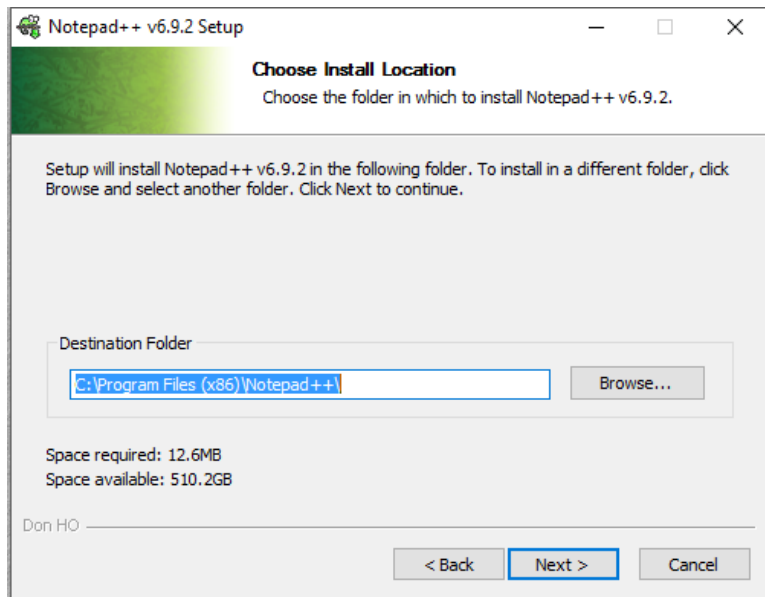 Notepad++ v6.9.2 Setup
Choose Install Location
Choose the folder in which to install Notepad++ v6.9.2.
Setup will install Notepad++ v6.9.2 in the following folder. To install in a different folder, click
Browse and select another folder. Click Next to continue.
Destination Folder
C:\Program Files (x86)\Notepad++\
Browse...
Space required: 12.6MB
Space available: 510.2GB
Don HO
< Back
Next >
Cancel